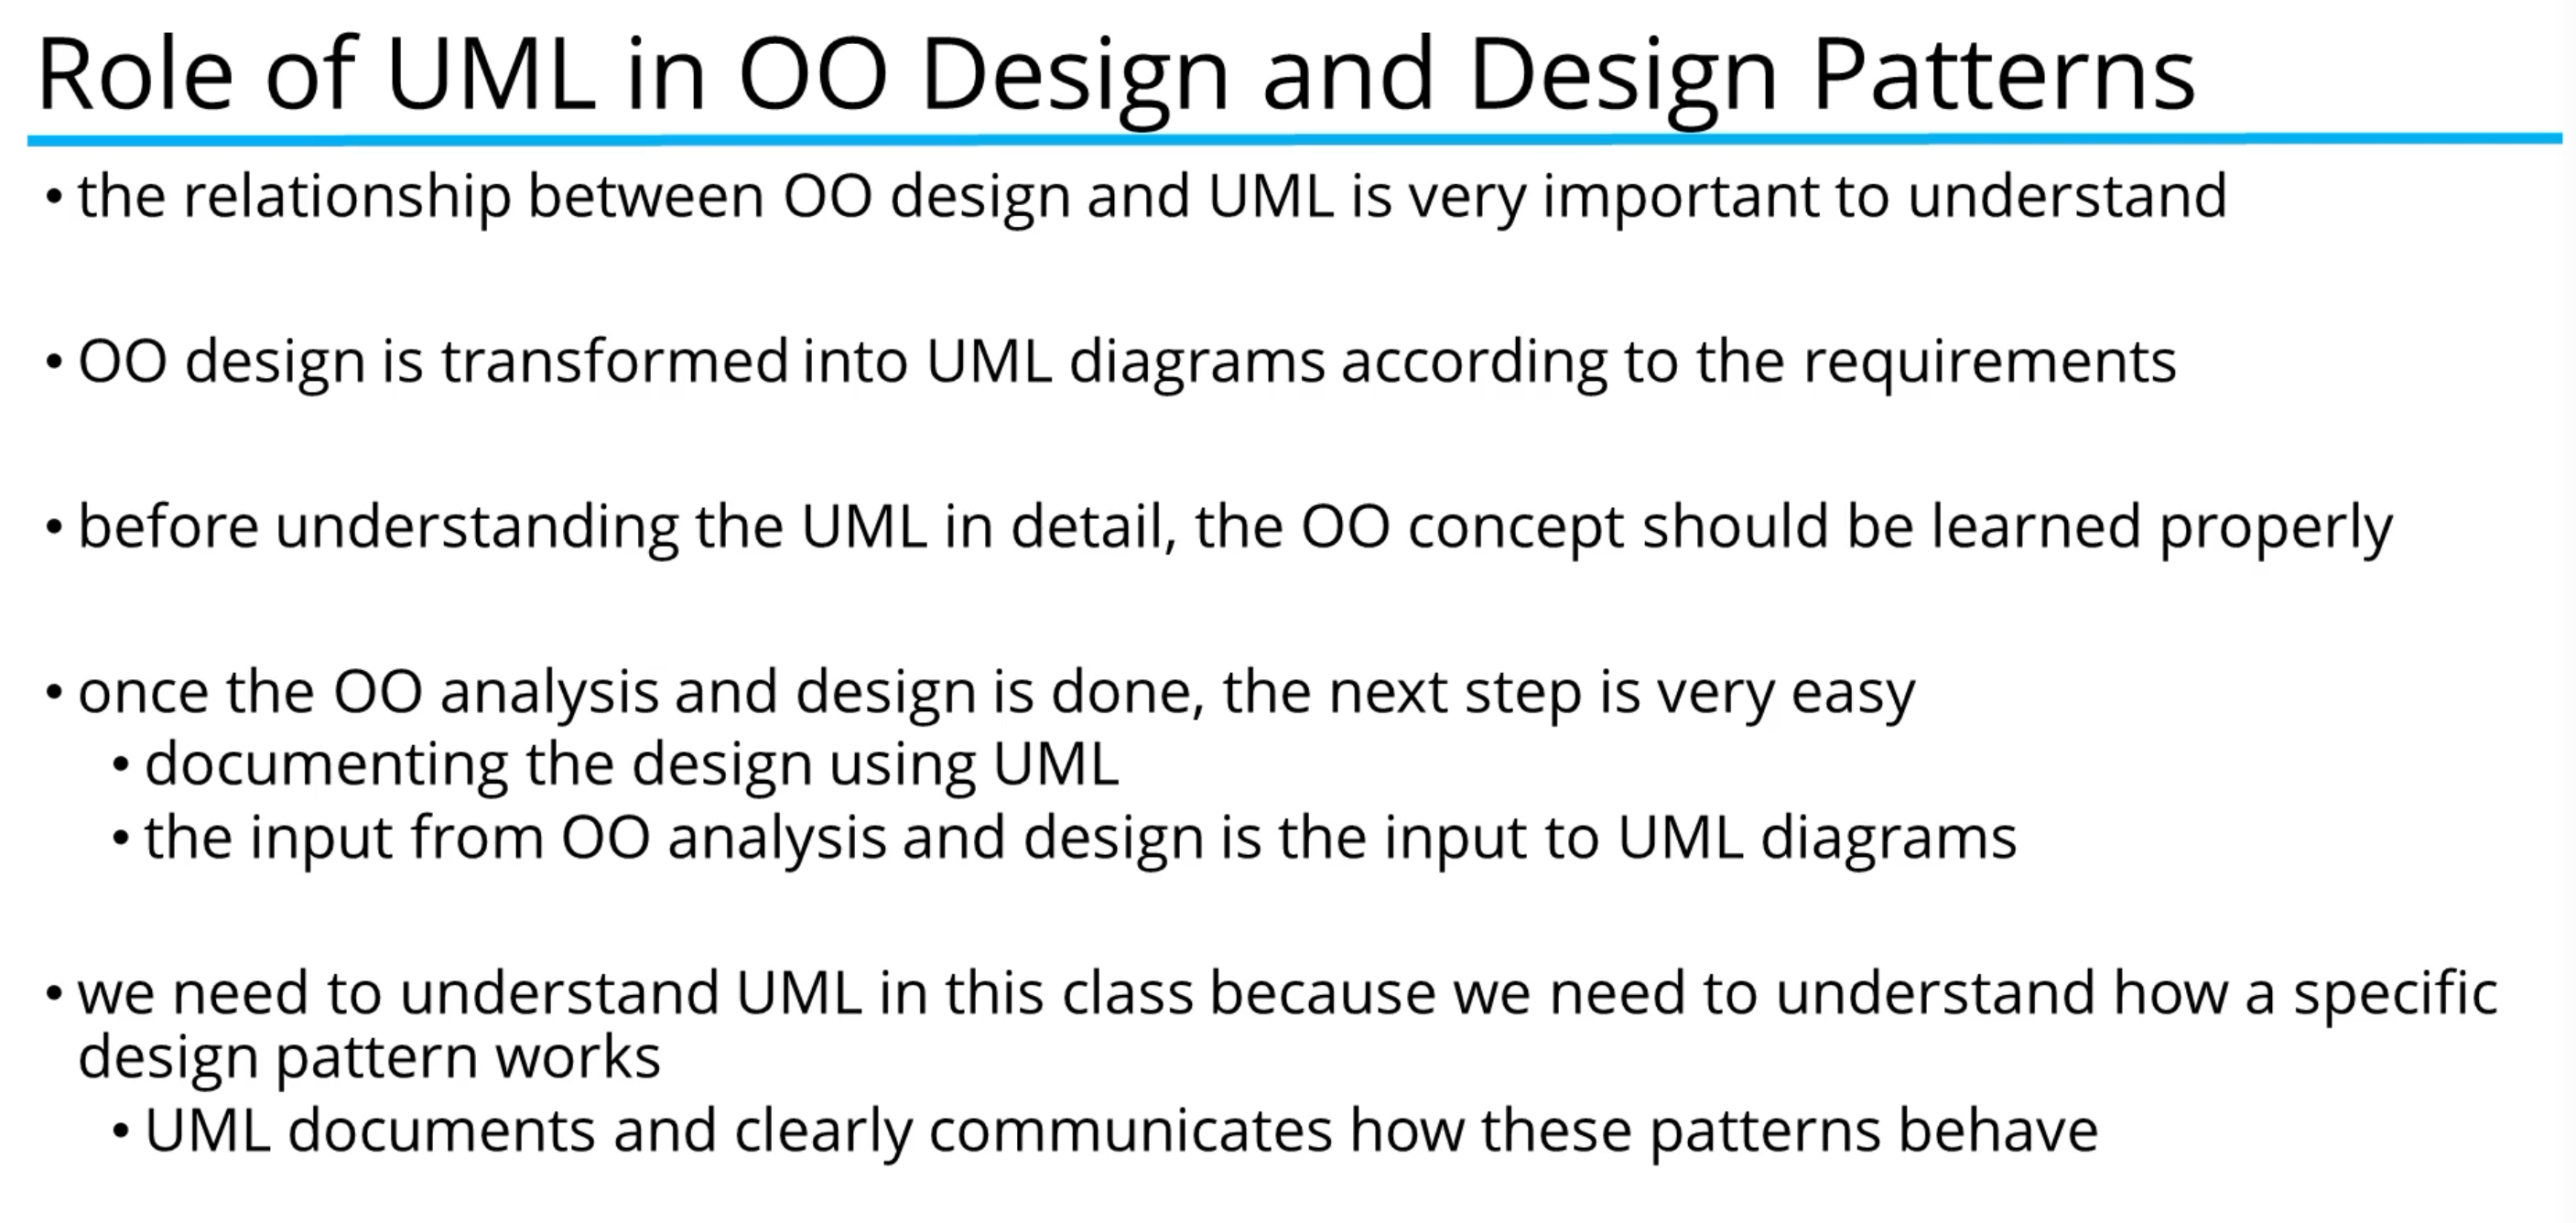 Role of UML in OO Design and Design Patterns
• the relationship between OO design and UML is very important to understand
• OO design is transformed into UML diagrams according to the requirements
• before understanding the UML in detail, the OO concept should be learned properly
• once the OO analysis and design is done, the next step is very easy
• documenting the design using UML
• the input from OO analysis and design is the input to UML diagrams
• we need to understand UML in this class because we need to understand how a specific
design pattern works
• UML documents and clearly communicates how these patterns behave